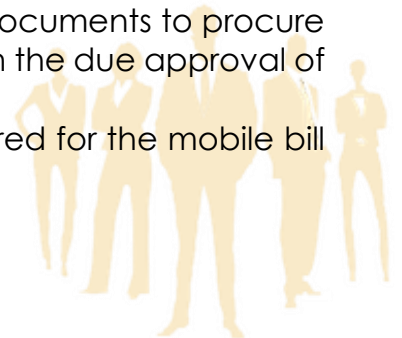 ocuments to procure
the due approval of
red for the mobile bill